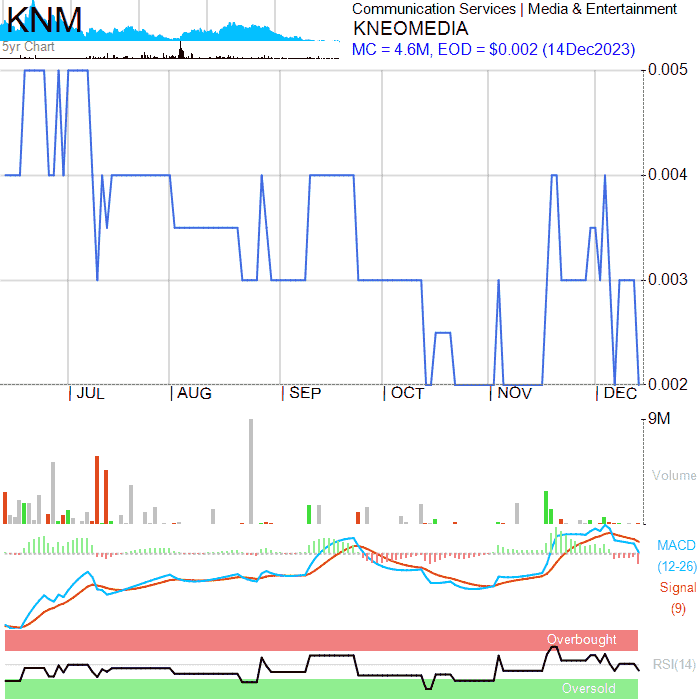 KNM
5yr Chart
Communication Services | Media & Entertainment
KNEOMEDIA
MC = 4.6M, EOD = $0.002 (14Dec2023)
0.005
0.004
0.003
0.002
JUL AUG SEP OCT NOV DEC
9M
Volume
MACD
(12-26)
Signal
(9)
Overbought
RSI(14)
Oversold